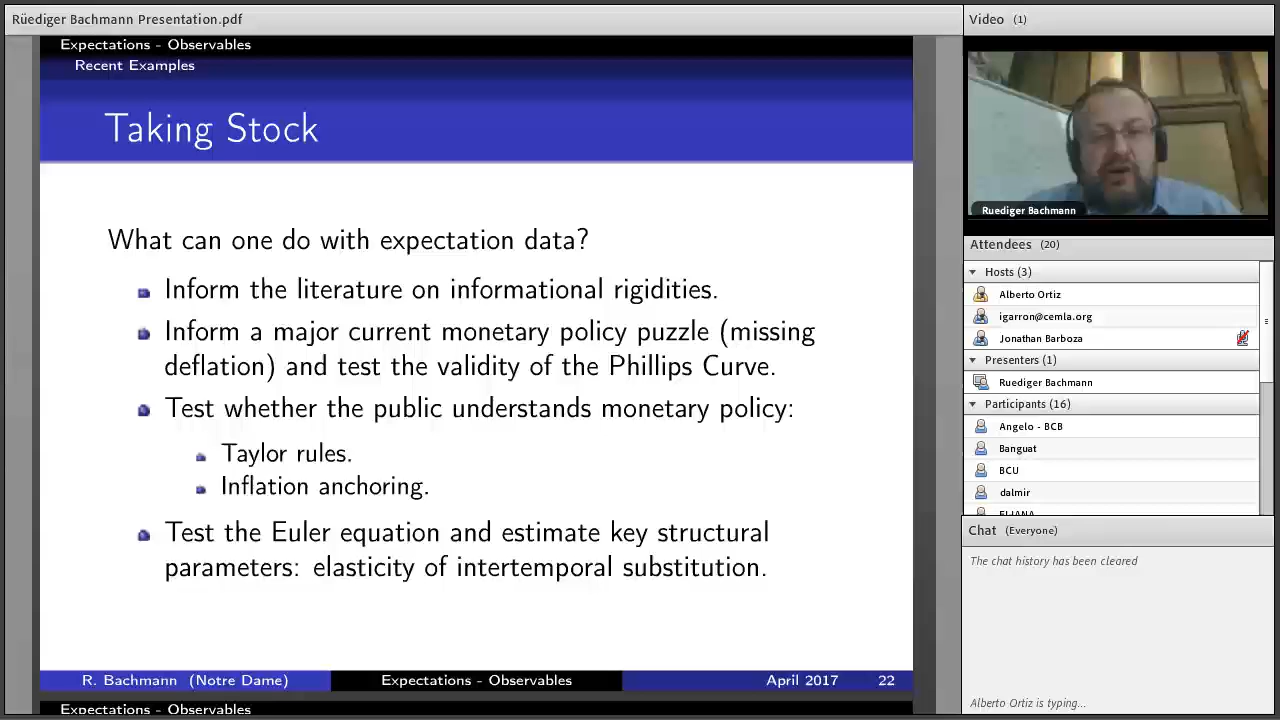 Rüediger Bachmann Presentation.pdf
Expectations - Observables
Recent Examples
Taking Stock
What can one do with expectation data?
Inform the literature on informational rigidities.
Inform a major current monetary policy puzzle (missing
deflation) and test the validity of the Phillips Curve.
Test whether the public understands monetary policy:
Taylor rules.
Inflation anchoring.
Test the Euler equation and estimate key structural
parameters: elasticity of intertemporal substitution.
R. Bachmann (Notre Dame)
Expectations - Observables
April 2017
22
Expectations - Observables
Video (1)
Ruediger Bachmann
Attendees (20)
Hosts (3)
Alberto Ortiz
igarron@cemla.org
Jonathan Barboza
Presenters (1)
Ruediger Bachmann
Participants (16)
Angelo - BCB
Banguat
BCU
dalmir
ELIANA
Chat (Everyone)
The chat history has been cleared
Alberto Ortiz is typing...